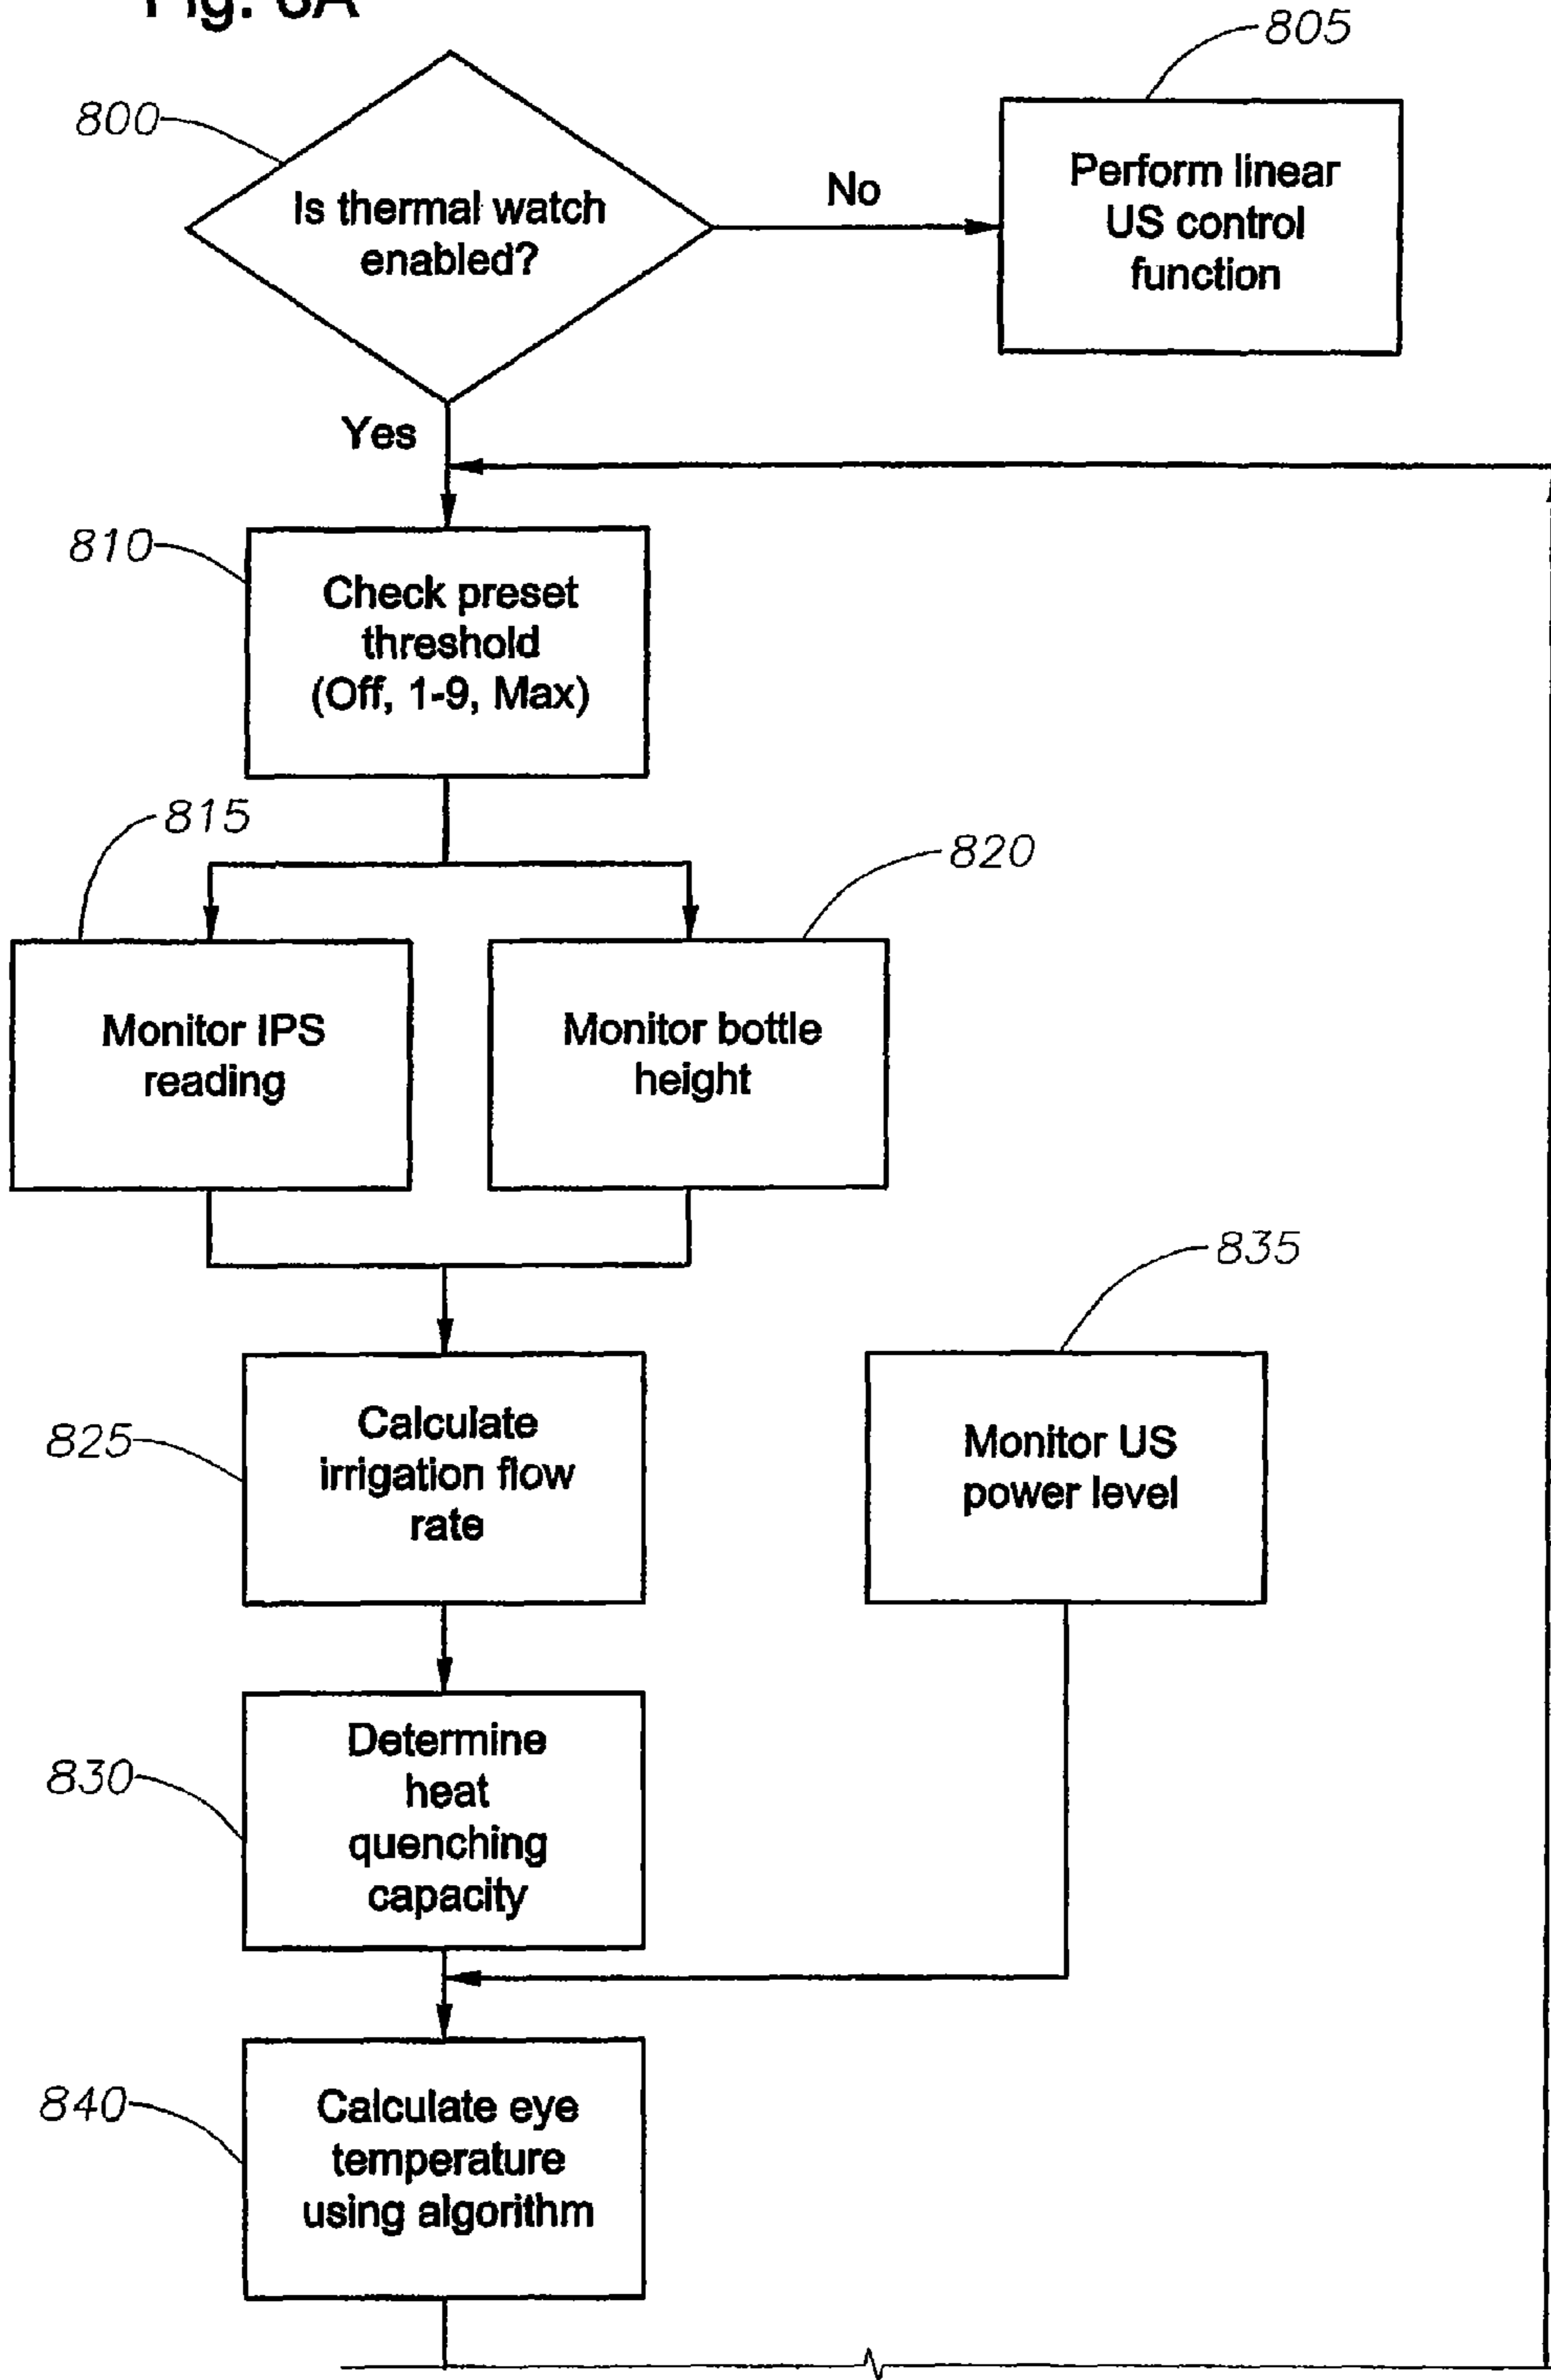 Fig. 8A
805
800
Is thermal watch
enabled?
No
Perform linear
US control
function
Yes
810
Check preset
threshold
(Off, 1-9, Max)
815
820
Monitor IPS
reading
Monitor bottle
height
835
825
Calculate
irrigation flow
rate
Monitor US
power level
830
Determine
heat
quenching
capacity
840
Calculate eye
temperature
using algorithm